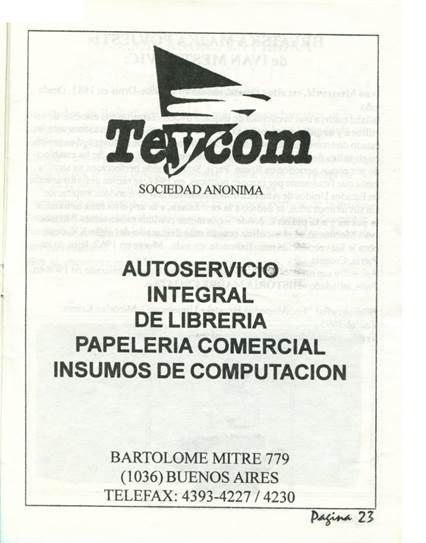 Teycom
SOCIEDAD ANONIMA
AUTOSERVICIO
INTEGRAL
DE LIBRERIA
PAPELERIA COMERCIAL
INSUMOS DE COMPUTACION
BARTOLOME MITRE 779
(1036) BUENOS AIRES
TELEFAX: 4393-4227 / 4230
Pagina 23